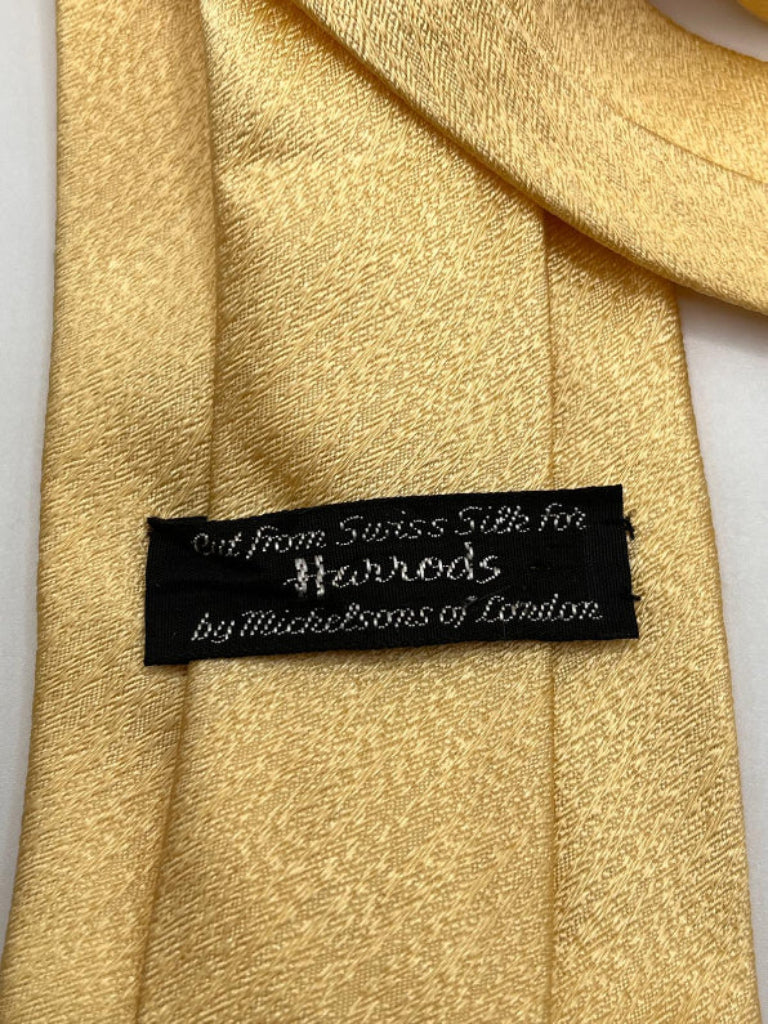 Cut from Swiss Silk for
Harrods
by Michelsons of London